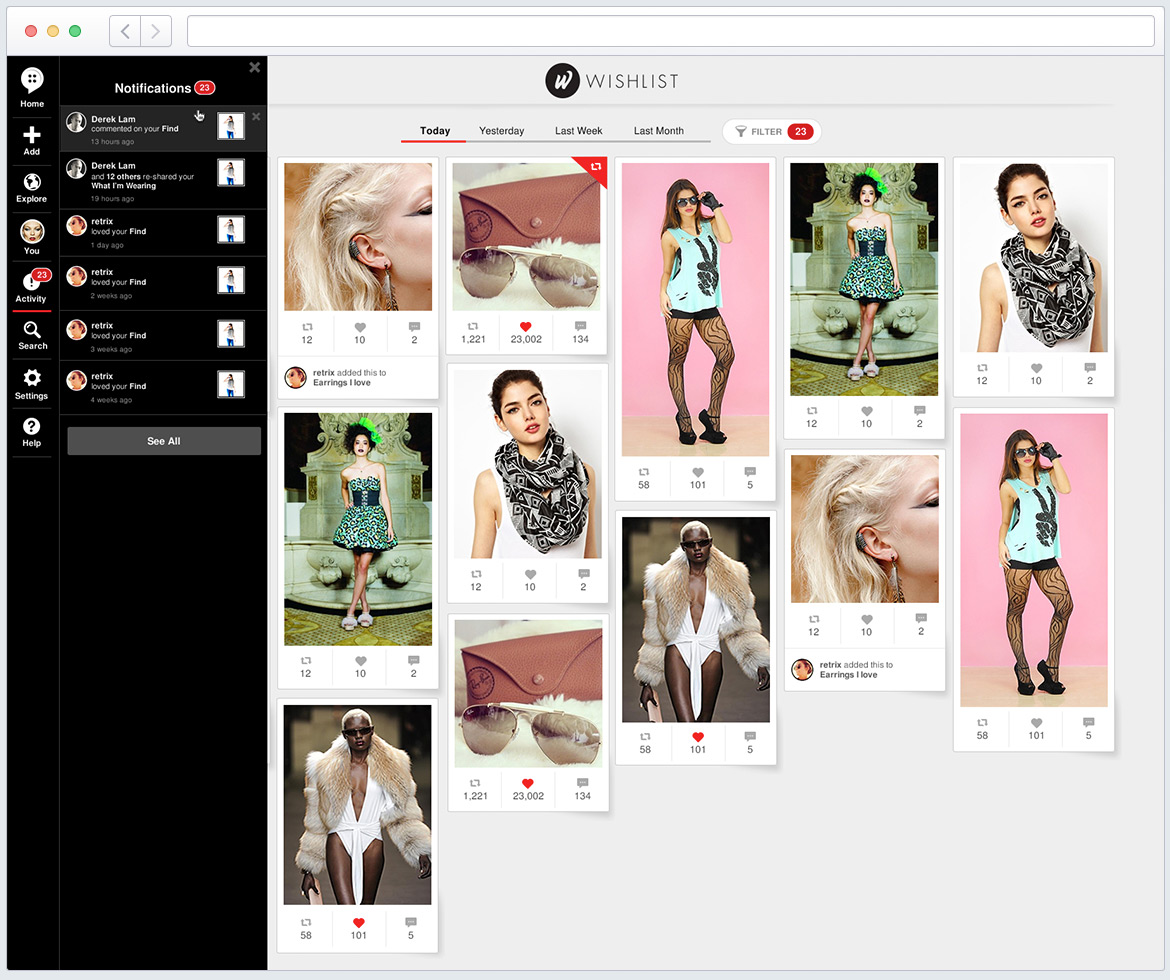 Home
Add
Explore
You
23
Activity
Search
Settings
Help
Notifications 23
Derek Lam
commented on your Find
13 hours ago
Derek Lam
and 12 others re-shared your
What I'm Wearing
19 hours ago
retrix
loved your Find
1 day ago
retrix
loved your Find
2 weeks ago
retrix
loved your Find
3 weeks ago
retrix
loved your Find
4 weeks ago
See All
W WISHLIST
Today Yesterday Last Week Last Month FILTER 23
12 10 2
retrix added this to
Earrings I love
12 10 2
58 101 5
1,221 23,002 134
12 10 2
1,221 23,002 134
58 101 5
58 101 5
12 10 2
12 10 2
retrix added this to
Earrings I love
12 10 2
58 101 5